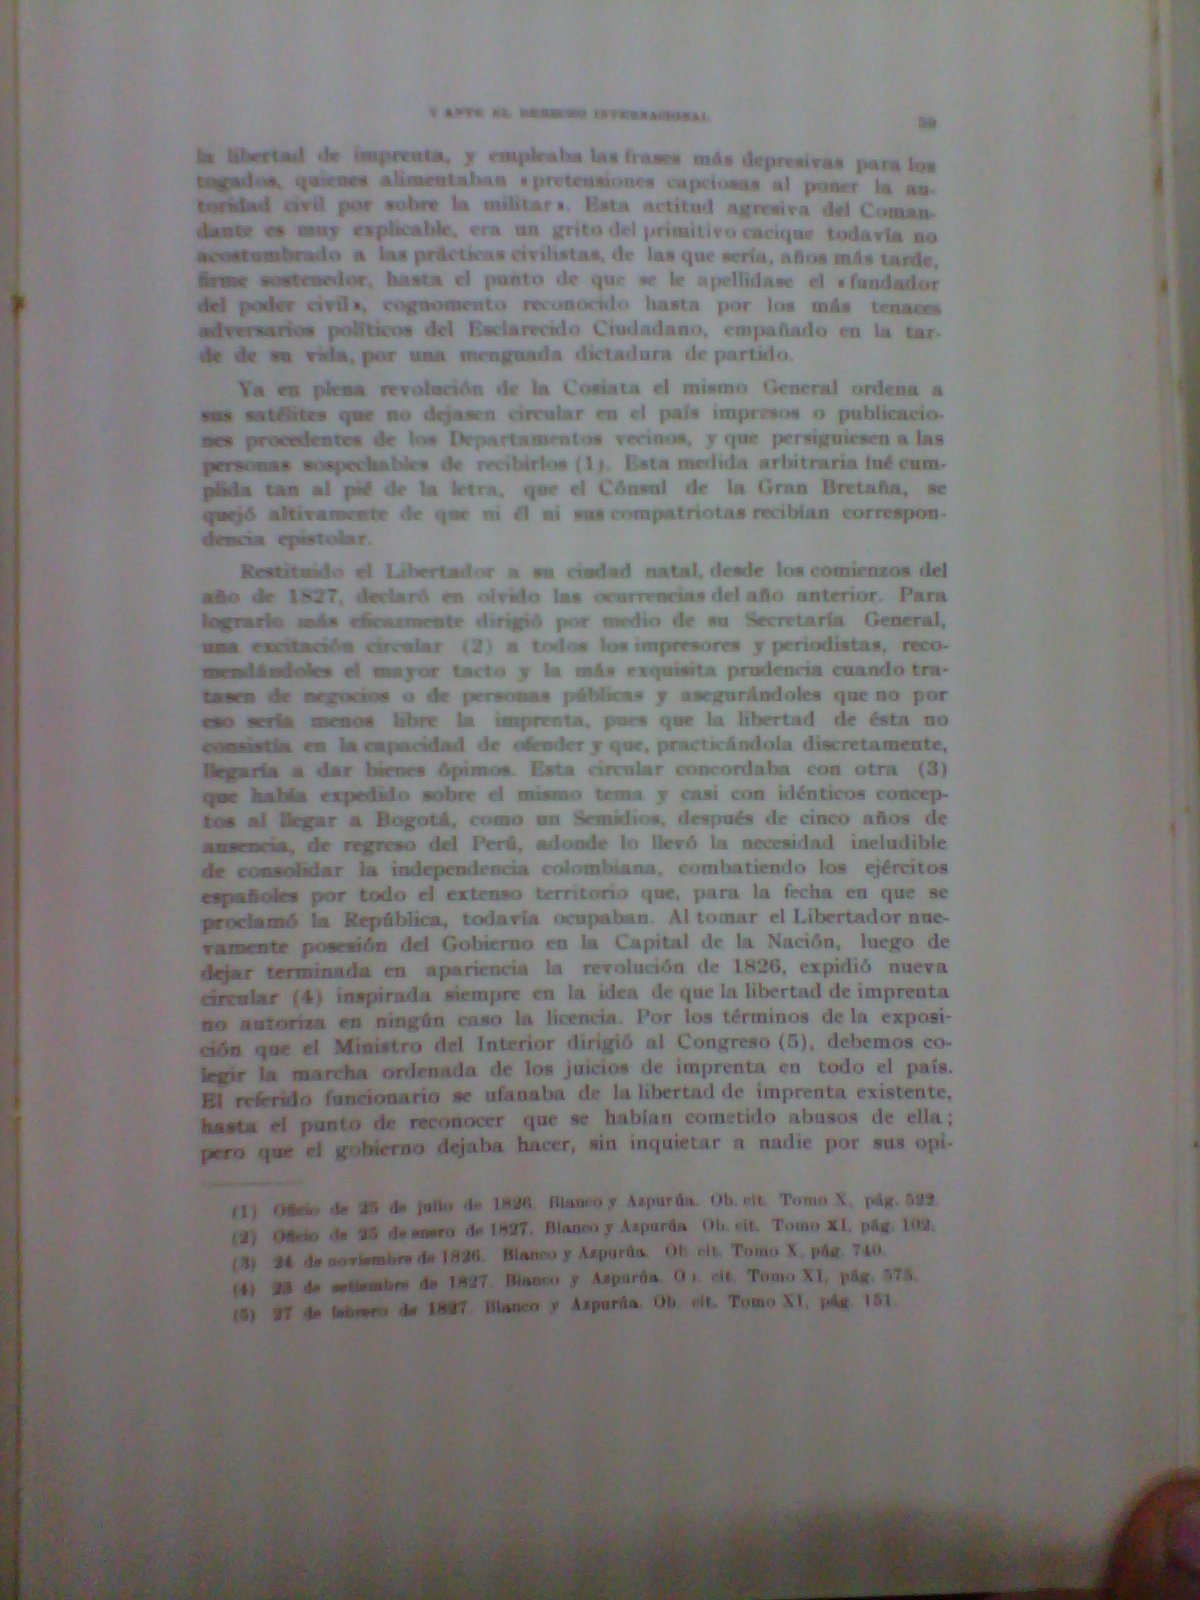 Y ANTE EL DERECHO INTERNACIONAL 59
la libertad de imprenta, y empleaba las frases más depresivas para los
togados, quienes alimentaban «pretensiones capciosas al poner la au-
toridad civil por sobre la militar». Esta actitud agresiva del Coman-
dante es muy explicable, era un grito del primitivo cacique todavía no
acostumbrado a las prácticas civilistas, de las que sería, años más tarde,
firme sostenedor, hasta el punto de que se le apellidase el «fundador
del poder civil», cognomento reconocido hasta por los más tenaces
adversarios políticos del Esclarecido Ciudadano, empañado en la tar-
de de su vida, por una menguada dictadura de partido.
Ya en plena revolución de la Cosiata el mismo General ordena a
sus satélites que no dejasen circular en el país impresos o publicacio-
nes procedentes de los Departamentos vecinos, y que persiguiesen a las
personas sospechables de recibirlos (1). Esta medida arbitraria fué cum-
plida tan al pié de la letra, que el Cónsul de la Gran Bretaña, se
quejó altivamente de que ni él ni sus compatriotas recibían correspon-
dencia epistolar.
Restituido el Libertador a su ciudad natal, desde los comienzos del
año de 1827, declaró en olvido las ocurrencias del año anterior. Para
lograrlo más eficazmente dirigió por medio de su Secretaría General,
una excitación circular (2) a todos los impresores y periodistas, reco-
mendándoles el mayor tacto y la más exquisita prudencia cuando tra-
tasen de negocios o de personas públicas y asegurándoles que no por
eso sería menos libre la imprenta, pues que la libertad de ésta no
consistía en la capacidad de ofender y que, practicándola discretamente,
llegaría a dar bienes ópimos. Esta circular concordaba con otra (3)
que había expedido sobre el mismo tema y casi con idénticos concep-
tos al llegar a Bogotá, como un Semidios, después de cinco años de
ausencia, de regreso del Perú, adonde lo llevó la necesidad ineludible
de consolidar la independencia colombiana, combatiendo los ejércitos
españoles por todo el extenso territorio que, para la fecha en que se
proclamó la República, todavía ocupaban. Al tomar el Libertador nue-
vamente posesión del Gobierno en la Capital de la Nación, luego de
dejar terminada en apariencia la revolución de 1826, expidió nueva
circular (4) inspirada siempre en la idea de que la libertad de imprenta
no autoriza en ningún caso la licencia. Por los términos de la exposi-
ción que el Ministro del Interior dirigió al Congreso (5), debemos co-
legir la marcha ordenada de los juicios de imprenta en todo el país.
El referido funcionario se ufanaba de la libertad de imprenta existente,
hasta el punto de reconocer que se habían cometido abusos de ella;
pero que el gobierno dejaba hacer, sin inquietar a nadie por sus opi-
(1) Oficio de 25 de julio de 1826. Blanco y Azpurúa. Ob. cit. Tomo X, pág. 522.
(2) Oficio de 25 de enero de 1827. Blanco y Azpurúa Ob. cit. Tomo XI, pág. 102.
(3) 24 de noviembre de 1826. Blanco y Azpurúa. Ob. cit. Tomo X, pág. 740.
(4) 23 de setiembre de 1827. Blanco y Azpurúa. O). cit. Tomo XI, pág. 575.
(5) 27 de febrero de 1827. Blanco y Azpurúa. Ob. cit. Tomo XI, pág. 151.